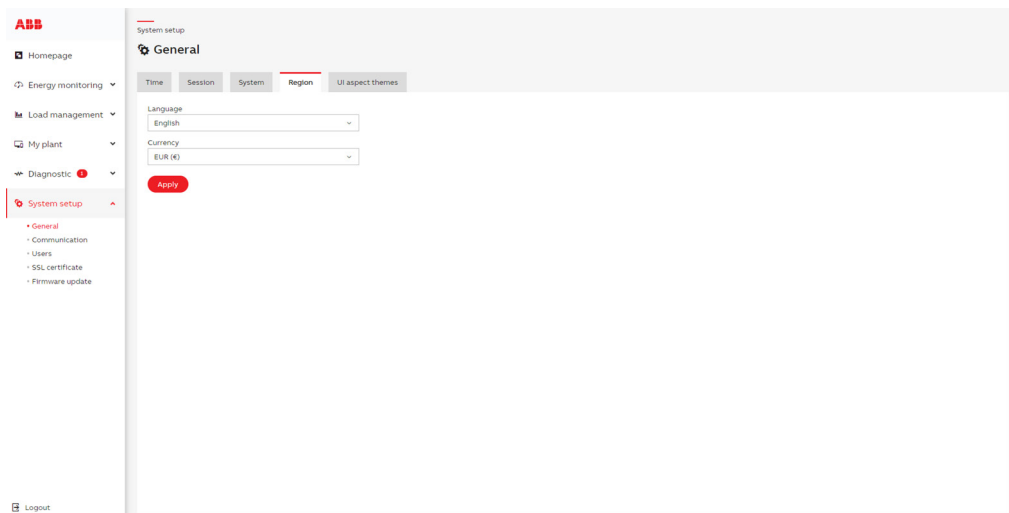 ABB
Homepage
Energy monitoring
Load management
My plant
Diagnostic 1
System setup
General
Communication
Users
SSL certificate
Firmware update
Logout
System setup
General
Time Session System Region UI aspect themes
Language
English
Currency
EUR (€)
Apply